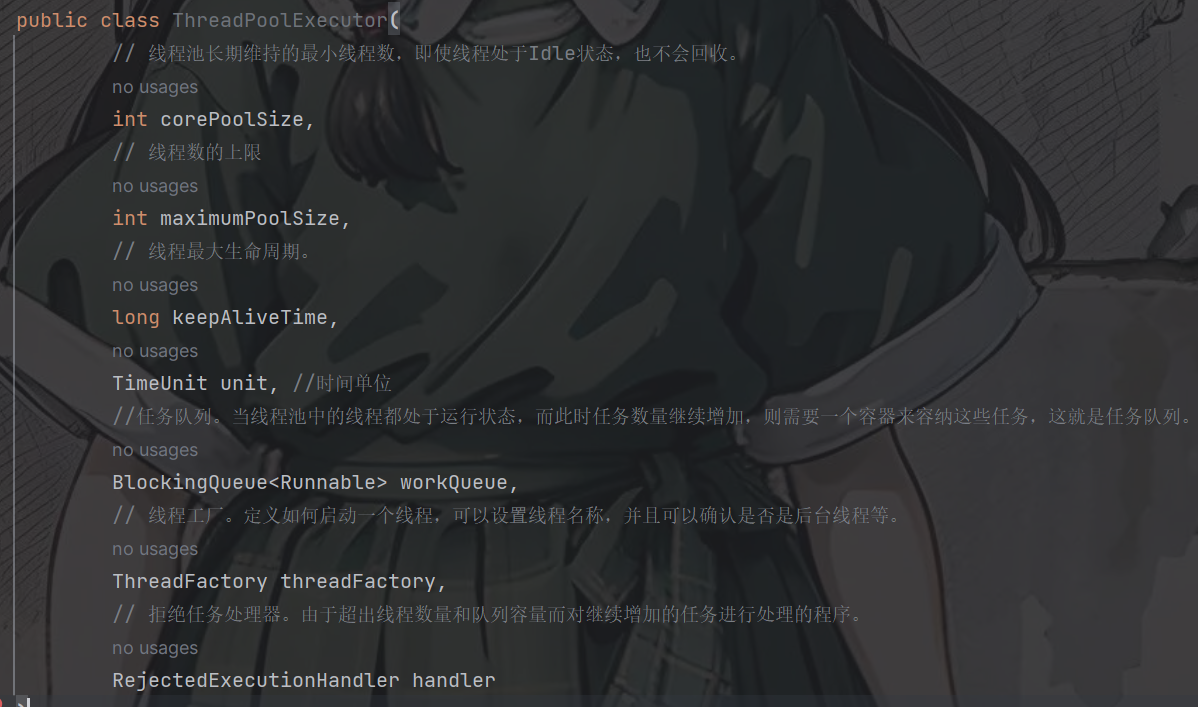 public class ThreadPoolExecutor(
// 线程池长期维持的最小线程数，即使线程处于Idle状态，也不会回收。
no usages
int corePoolSize,
// 线程数的上限
no usages
int maximumPoolSize,
// 线程最大生命周期。
no usages
long keepAliveTime,
no usages
TimeUnit unit, //时间单位
//任务队列。当线程池中的线程都处于运行状态，而此时任务数量继续增加，则需要一个容器来容纳这些任务，这就是任务队列。
no usages
BlockingQueue<Runnable> workQueue,
// 线程工厂。定义如何启动一个线程，可以设置线程名称，并且可以确认是否是后台线程等。
no usages
ThreadFactory threadFactory,
// 拒绝任务处理器。由于超出线程数量和队列容量而对继续增加的任务进行处理的程序。
no usages
RejectedExecutionHandler handler